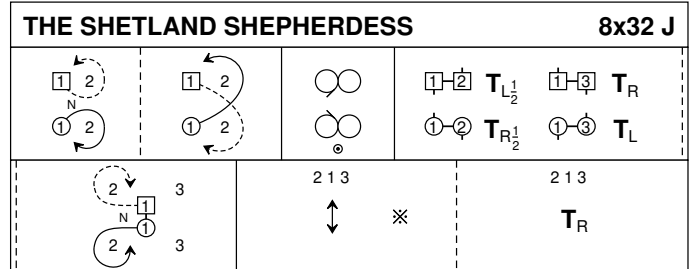 THE SHETLAND SHEPHERDESS 8x32 J
1 2 1 2 1 2 T L 1/2 1 3 T R
N
1 2 1 2 1 2 T R 1/2 1 3 T L
2 3 2 1 3 2 1 3
1
N 1 ※ T R
2 3